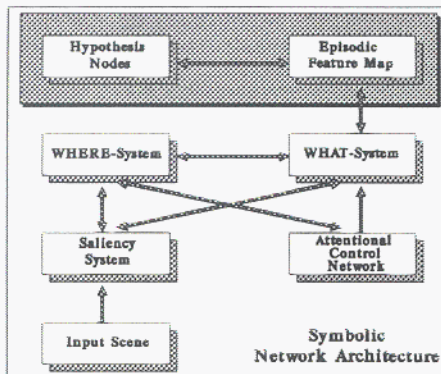 Hypothesis
Nodes
Episodic
Feature Map
WHERE-System
WHAT-System
Saliency
System
Attentional
Control
Network
Input Scene
Symbolic
Network Architecture